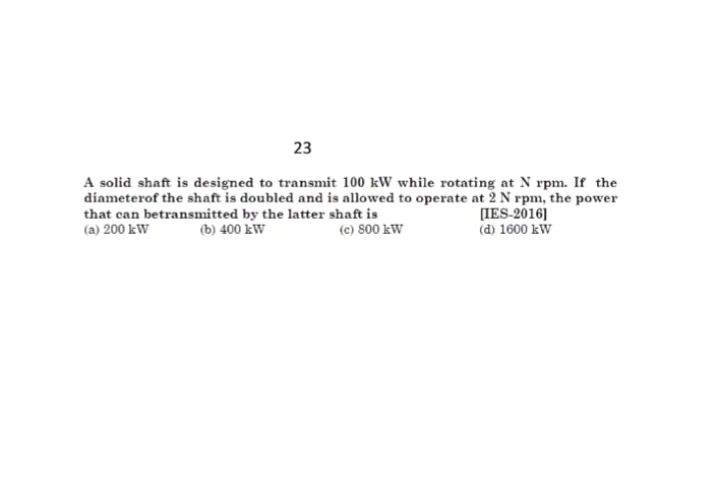 23
A solid shaft is designed to transmit 100 kW while rotating at N rpm. If the
diameterof the shaft is doubled and is allowed to operate at 2 N rpm, the power
that can betransmitted by the latter shaft is [IES-2016]
(a) 200 kW (b) 400 kW (c) 800 kW (d) 1600 kW